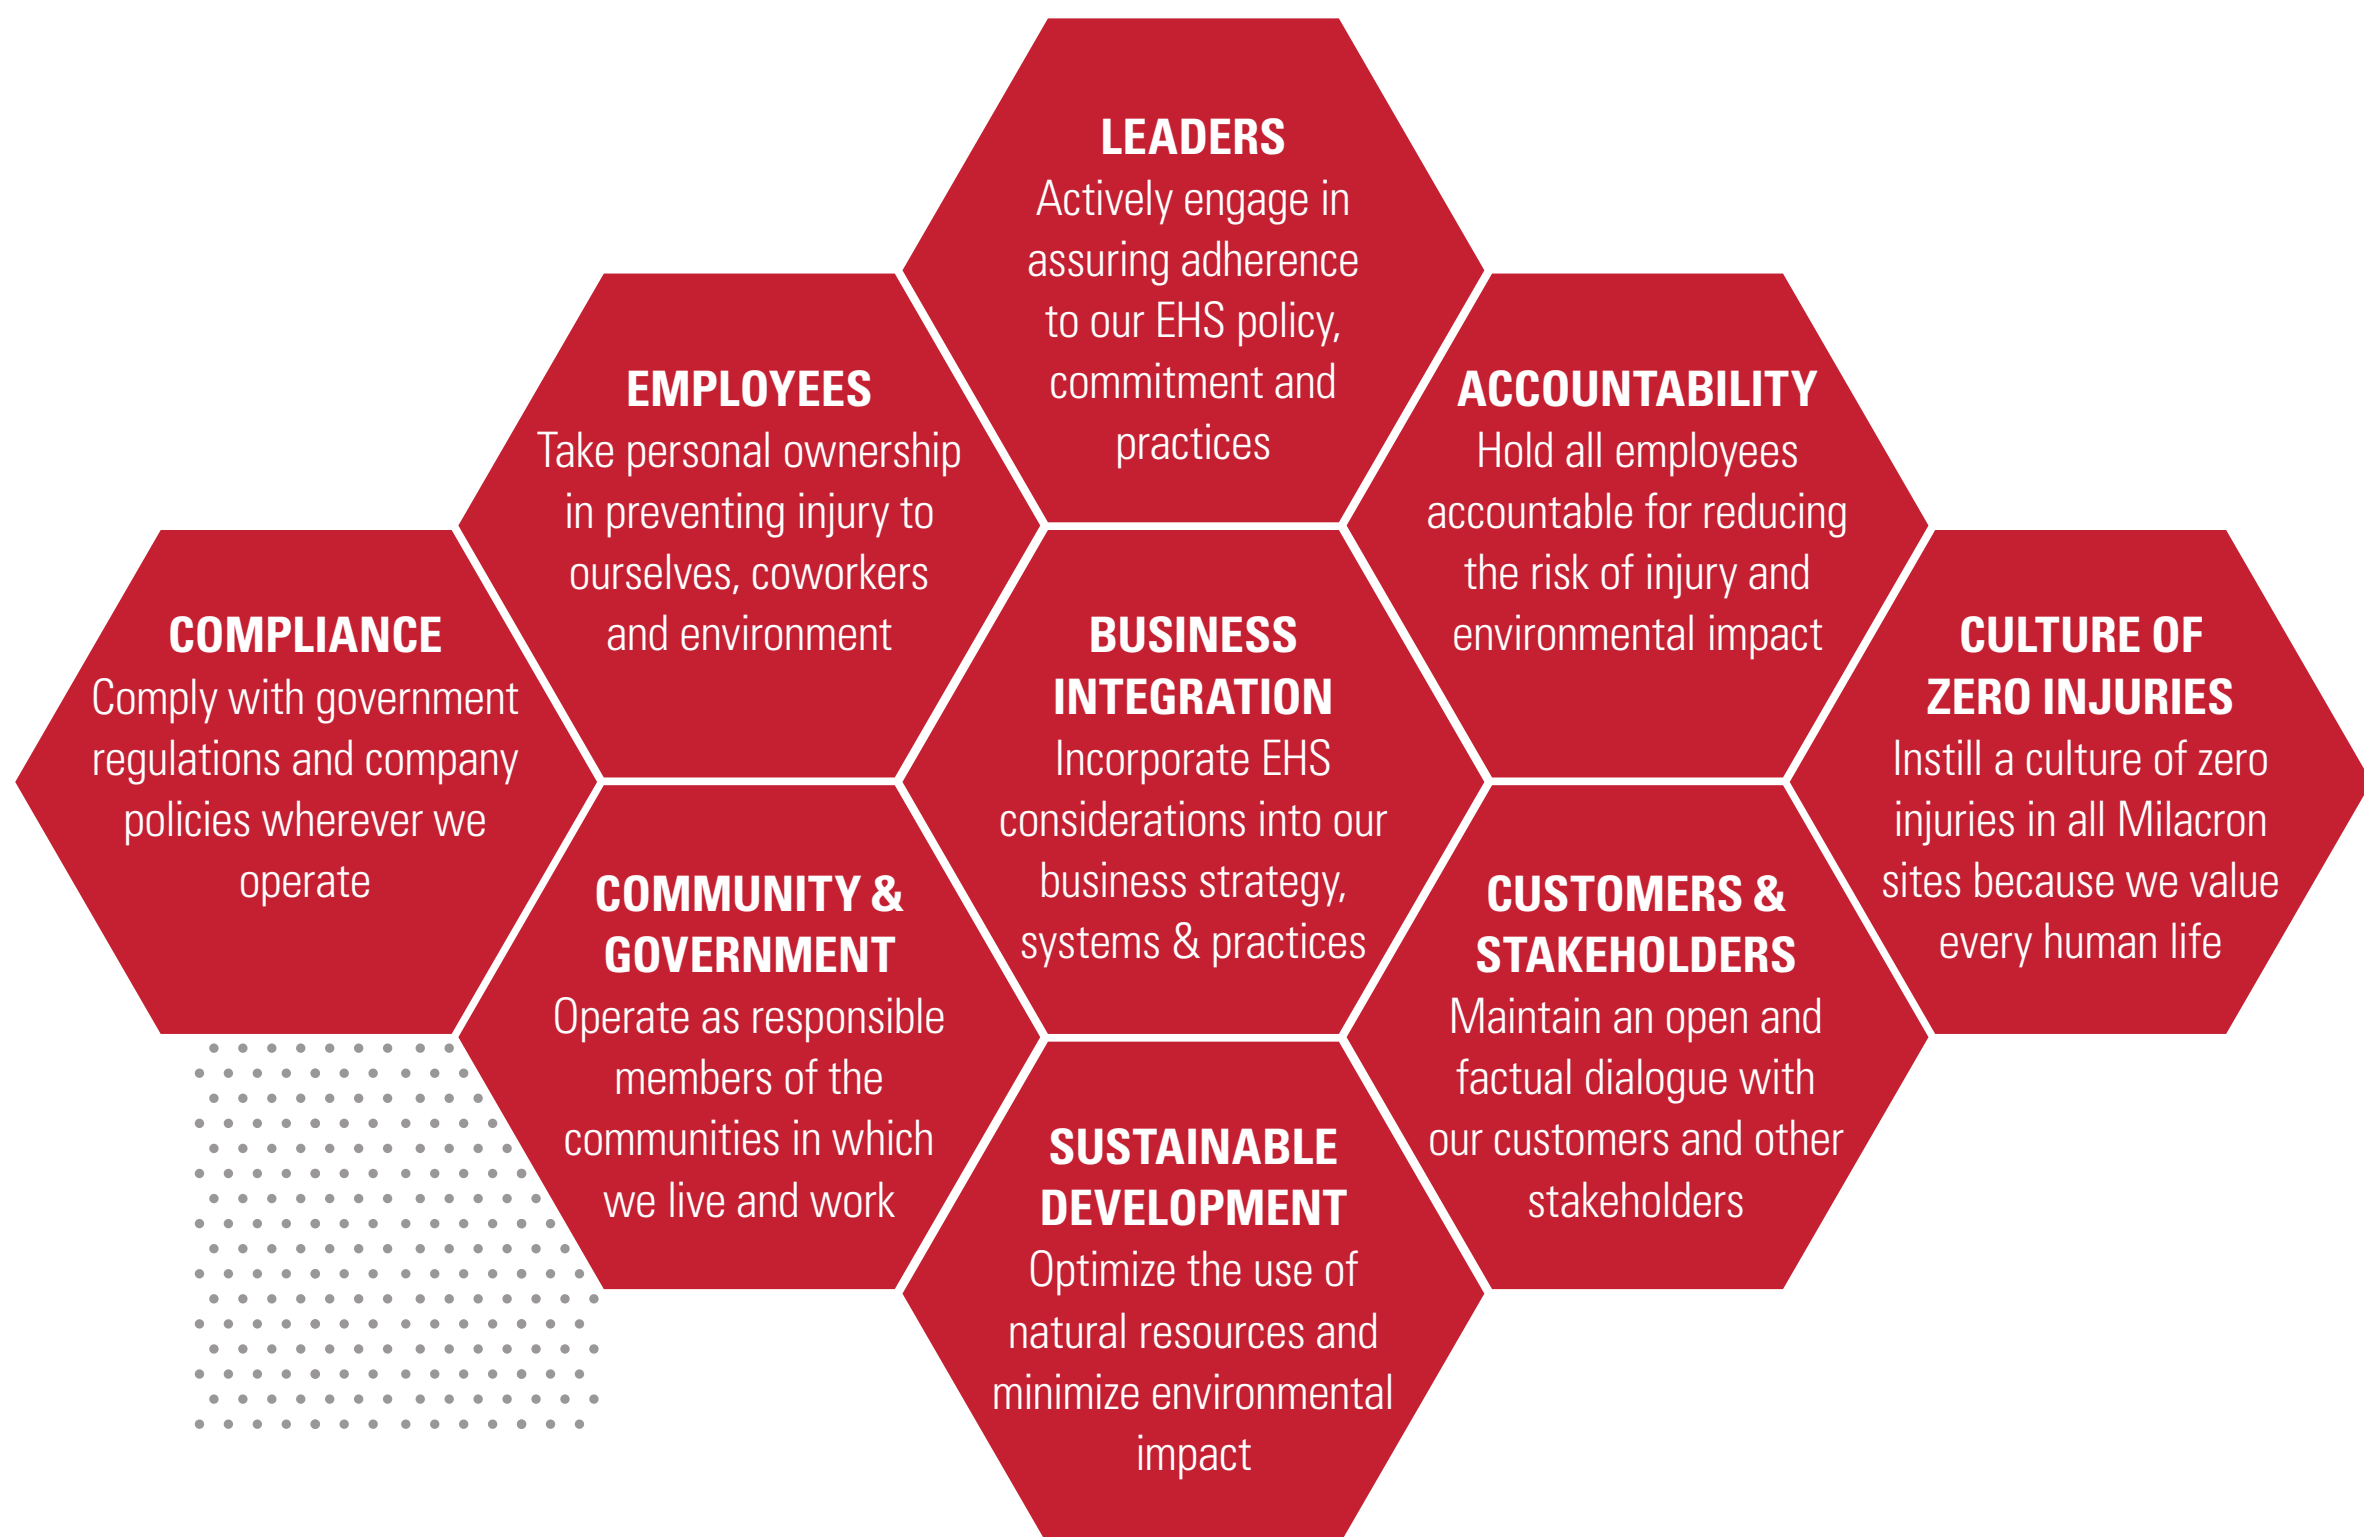 LEADERS
Actively engage in
assuring adherence
to our EHS policy,
commitment and
practices
EMPLOYEES
Take personal ownership
in preventing injury to
ourselves, coworkers
and environment
ACCOUNTABILITY
Hold all employees
accountable for reducing
the risk of injury and
environmental impact
COMPLIANCE
Comply with government
regulations and company
policies wherever we
operate
BUSINESS
INTEGRATION
Incorporate EHS
considerations into our
business strategy,
systems & practices
CULTURE OF
ZERO INJURIES
Instill a culture of zero
injuries in all Milacron
sites because we value
every human life
COMMUNITY &
GOVERNMENT
Operate as responsible
members of the
communities in which
we live and work
CUSTOMERS &
STAKEHOLDERS
Maintain an open and
factual dialogue with
our customers and other
stakeholders
SUSTAINABLE
DEVELOPMENT
Optimize the use of
natural resources and
minimize environmental
impact